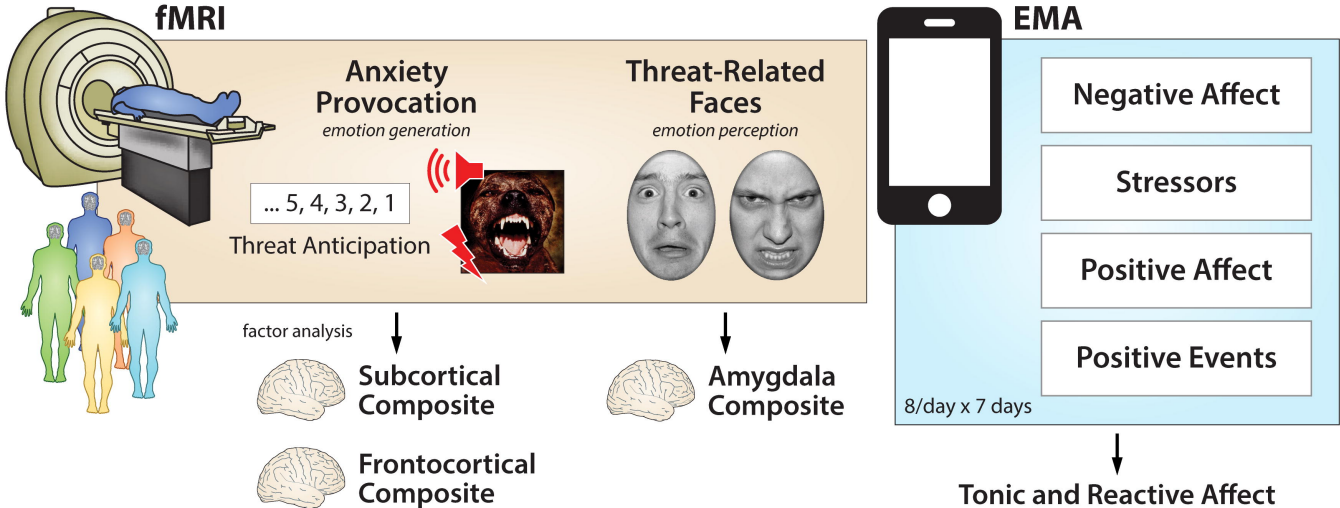 fMRI
Anxiety
Provocation
emotion generation
... 5, 4, 3, 2, 1
Threat Anticipation
Threat-Related
Faces
emotion perception
factor analysis
Subcortical
Composite
Frontocortical
Composite
Amygdala
Composite
EMA
Negative Affect
Stressors
Positive Affect
Positive Events
8/day x 7 days
Tonic and Reactive Affect